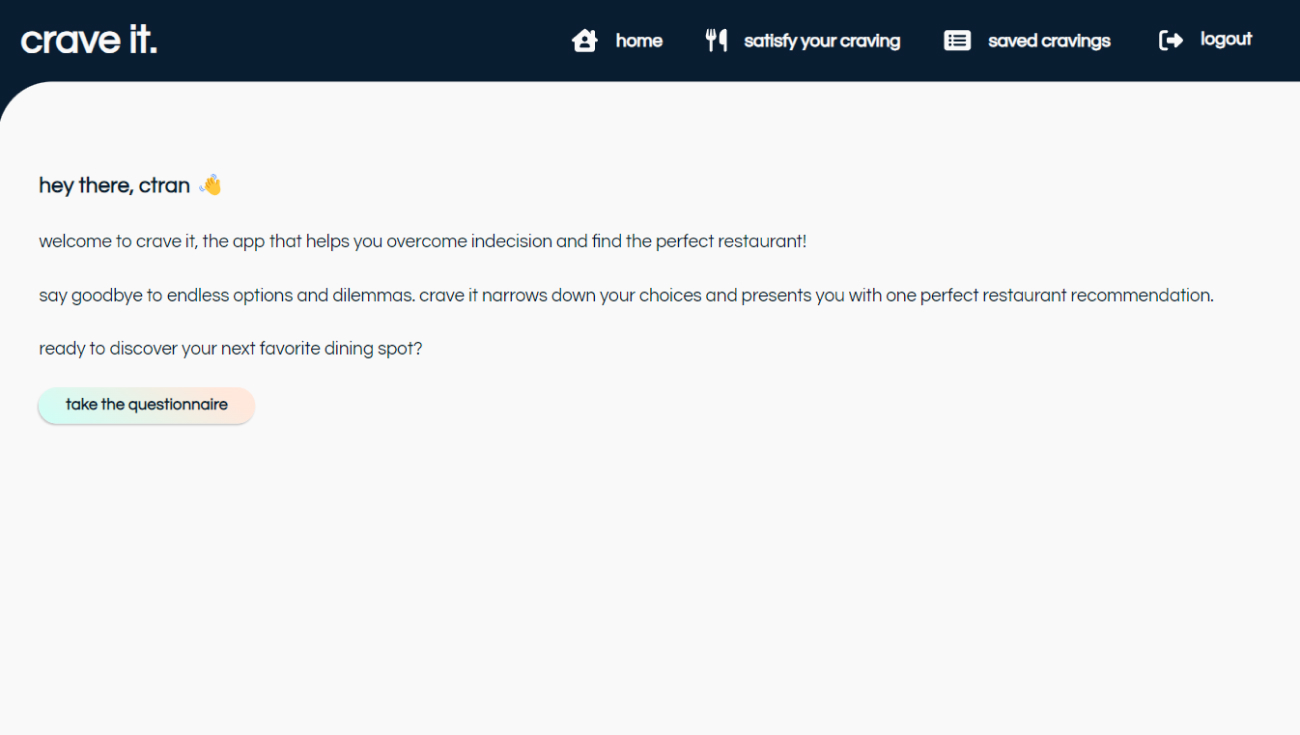 crave it.
home
satisfy your craving
saved cravings
logout
hey there, ctran 👋
welcome to crave it, the app that helps you overcome indecision and find the perfect restaurant!
say goodbye to endless options and dilemmas. crave it narrows down your choices and presents you with one perfect restaurant recommendation.
ready to discover your next favorite dining spot?
take the questionnaire